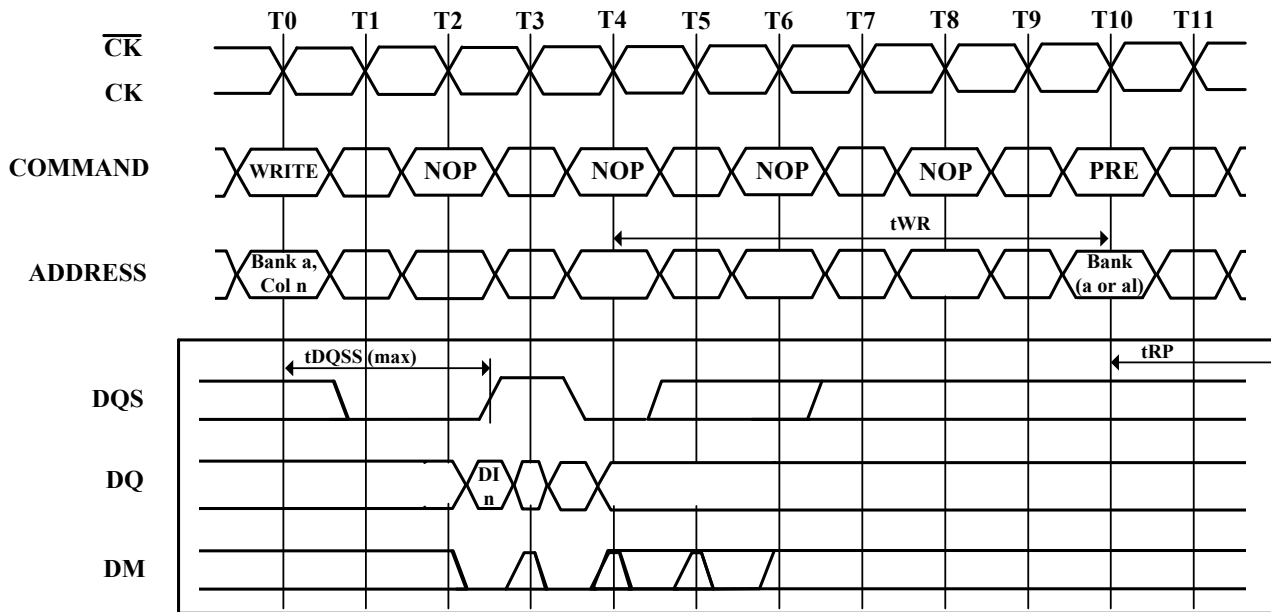 T0 T1 T2 T3 T4 T5 T6 T7 T8 T9 T10 T11
CK
CK
COMMAND WRITE NOP NOP NOP NOP PRE
tWR
ADDRESS Bank a, Col n Bank (a or al)
tDQSS (max) tRP
DQS
DQ DI n
DM